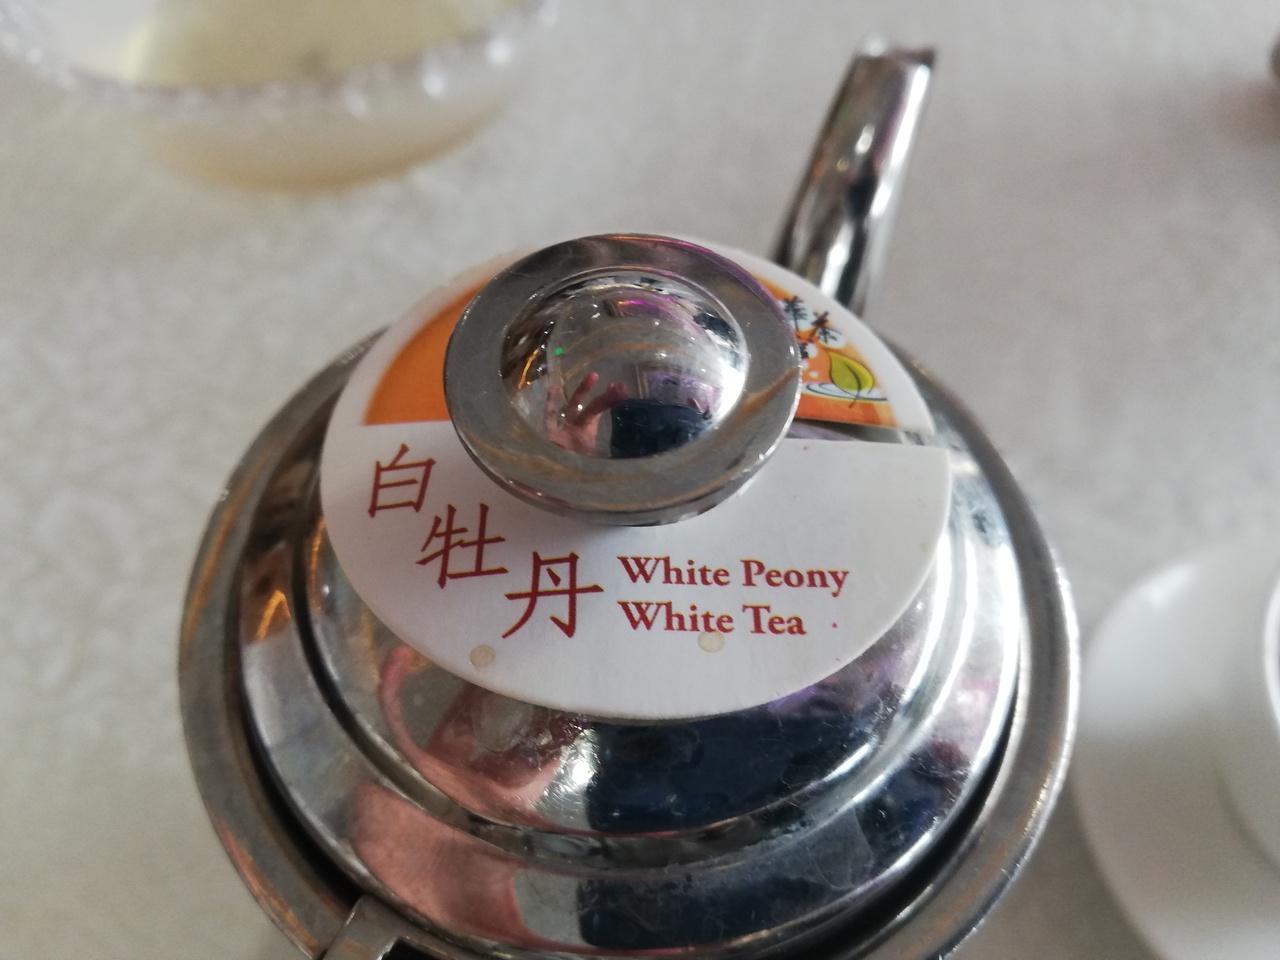 白牡丹
White Peony
White Tea